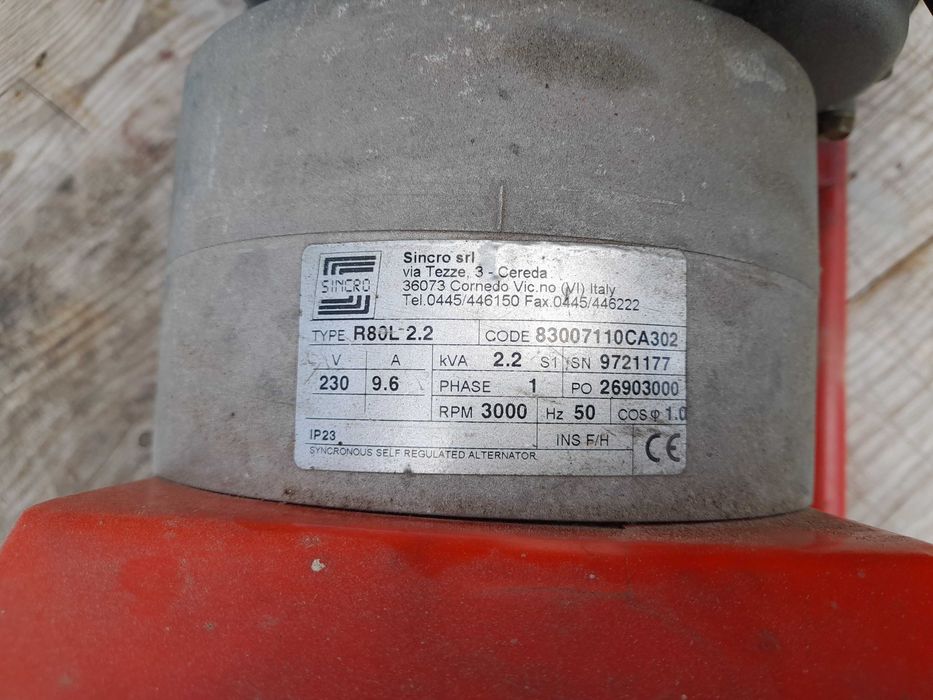 SINCRO
Sincro srl
via Tezze, 3 - Cereda
36073 Cornedo Vic.no (VI) Italy
Tel.0445/446150 Fax.0445/446222
TYPE R80L 2.2 CODE 83007110CA302
V A kVA 2.2 S1 SN 9721177
230 9.6 PHASE 1 PO 26903000
RPM 3000 Hz 50 COS φ 1.0
IP23 INS F/H CE
SYNCRONOUS SELF REGULATED ALTERNATOR